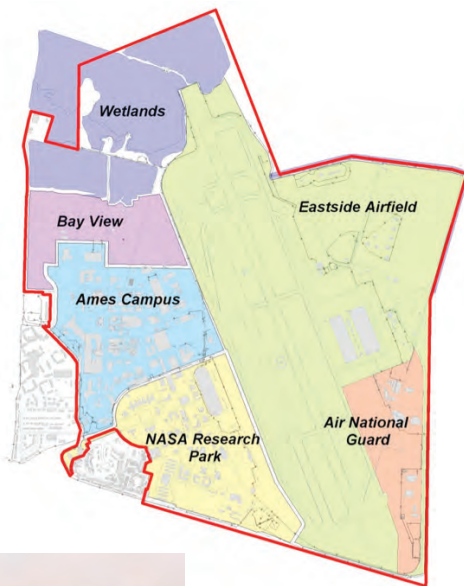 Wetlands
Eastside Airfield
Bay View
Ames Campus
Air National
Guard
NASA Research
Park